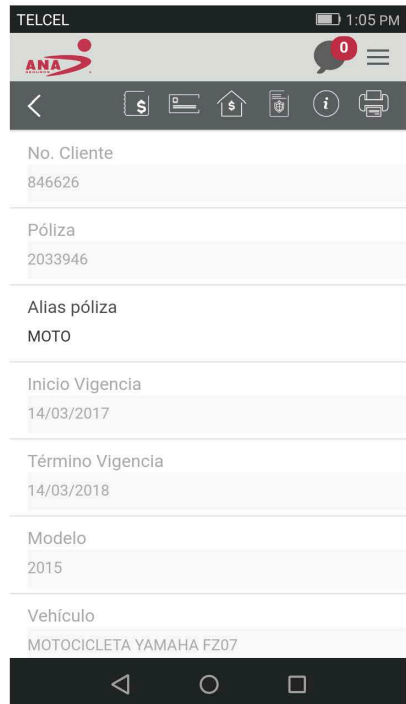 TELCEL 1:05 PM
ANA
SEGUROS
0
$ $ i
No. Cliente
846626
Póliza
2033946
Alias póliza
MOTO
Inicio Vigencia
14/03/2017
Término Vigencia
14/03/2018
Modelo
2015
Vehículo
MOTOCICLETA YAMAHA FZ07